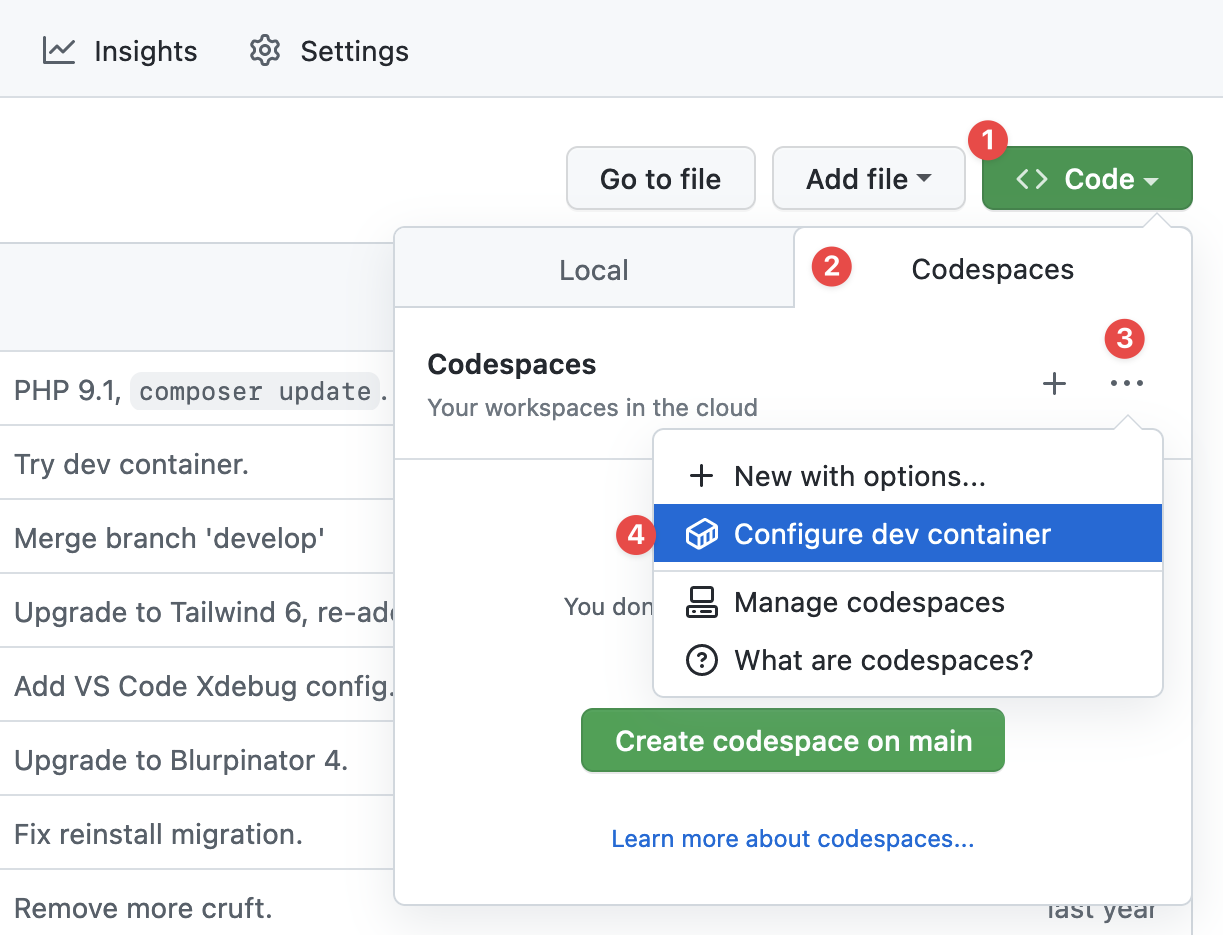 Insights Settings
1
Go to file Add file <> Code
Local 2 Codespaces
3
Codespaces
Your workspaces in the cloud
PHP 9.1, composer update.
Try dev container.
Merge branch 'develop'
Upgrade to Tailwind 6, re-add
Add VS Code Xdebug config.
Upgrade to Blurpinator 4.
Fix reinstall migration.
Remove more cruft.
New with options...
4 Configure dev container
Manage codespaces
What are codespaces?
You don
Create codespace on main
Learn more about codespaces...
last year